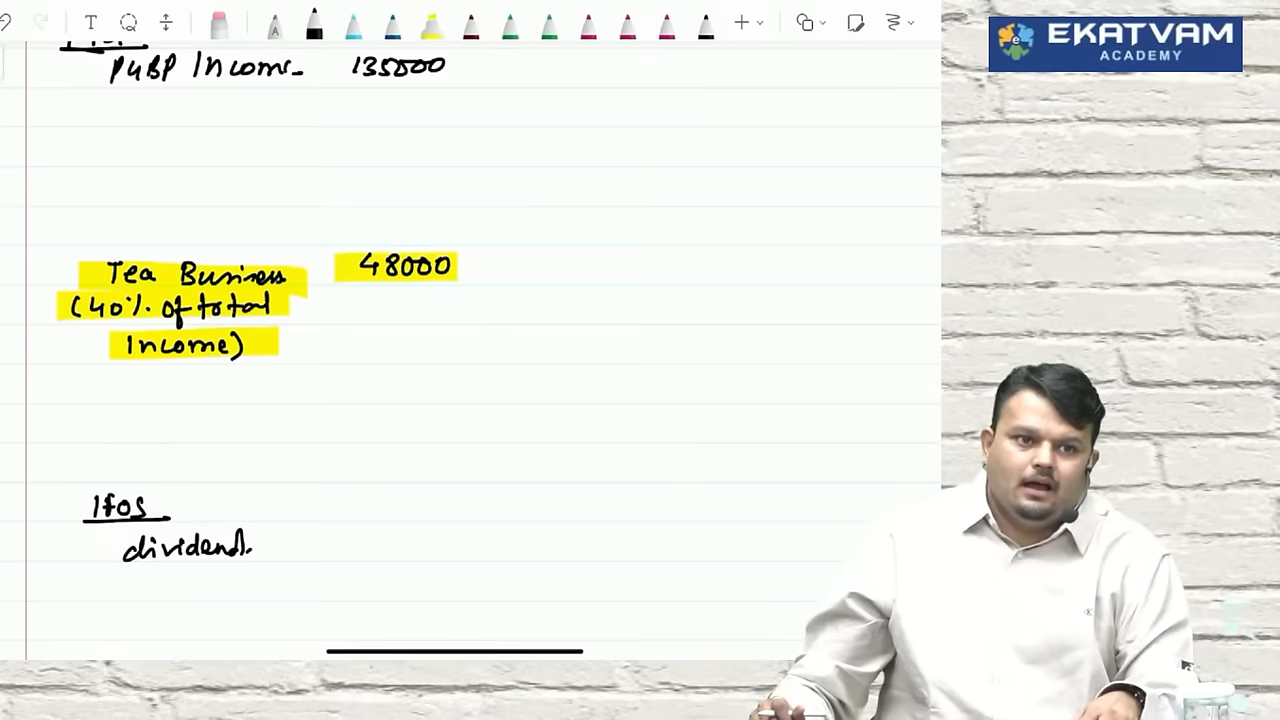 EKATVAM
ACADEMY
PGBP Income 135000
Tea Business 48000
(40% of total
Income)
IFOS
dividend.